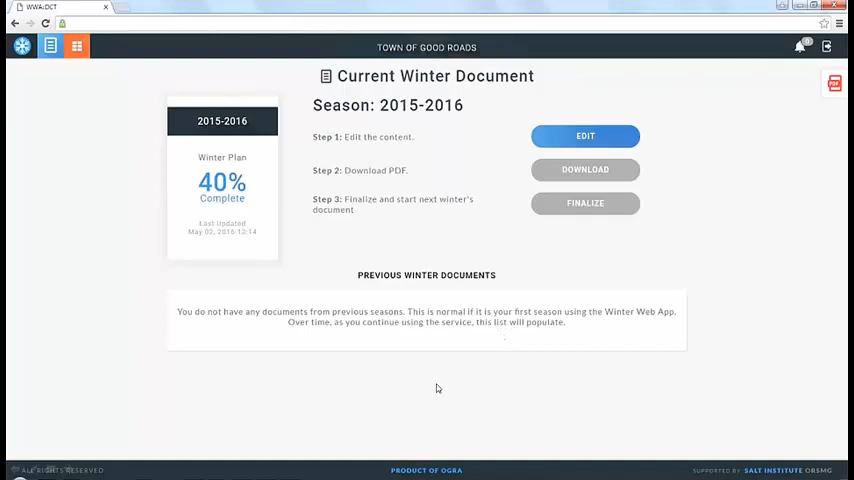 WWA:DCT
TOWN OF GOOD ROADS
0
PDF
Current Winter Document
2015-2016
Winter Plan
40%
Complete
Last Updated
May 02, 2016 12:14
Season: 2015-2016
Step 1: Edit the content.
EDIT
Step 2: Download PDF.
DOWNLOAD
Step 3: Finalize and start next winter's
document
FINALIZE
PREVIOUS WINTER DOCUMENTS
You do not have any documents from previous seasons. This is normal if it is your first season using the Winter Web App.
Over time, as you continue using the service, this list will populate.
ALL RIGHTS RESERVED
PRODUCT OF OGRA
SUPPORTED BY SALT INSTITUTE ORSMG